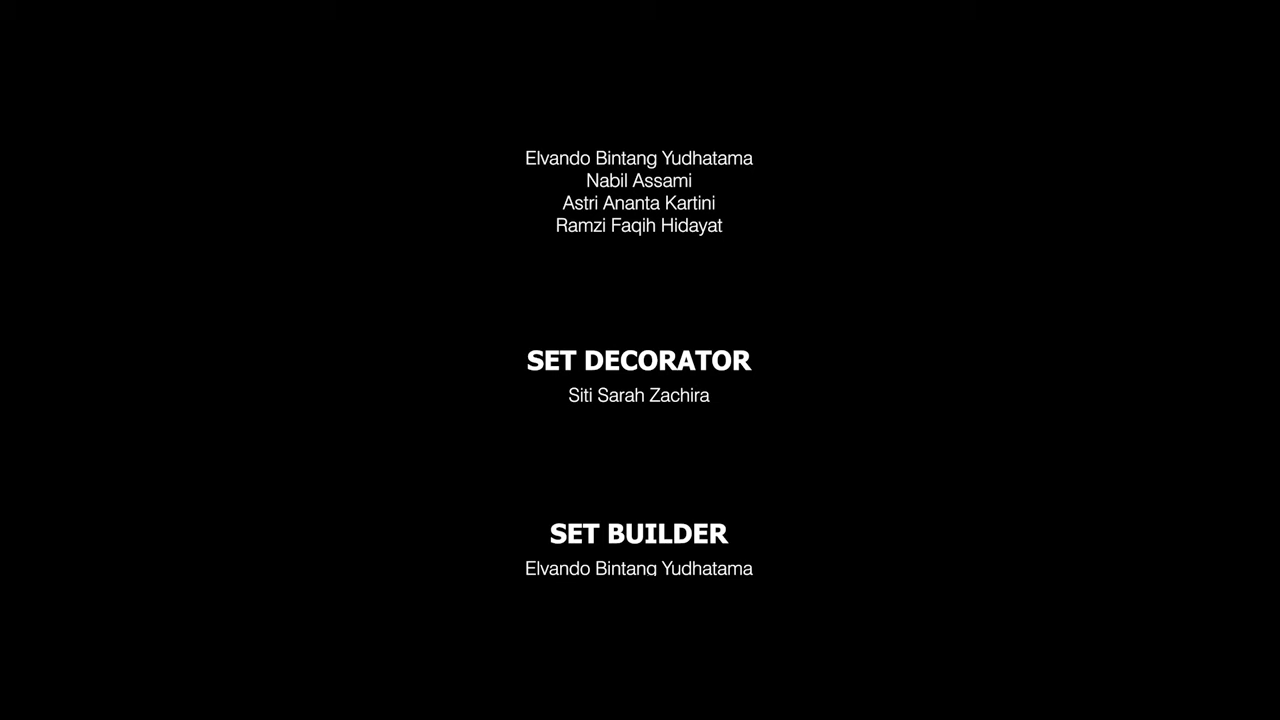 Elvando Bintang Yudhatama
Nabil Assami
Astri Ananta Kartini
Ramzi Faqih Hidayat
SET DECORATOR
Siti Sarah Zachira
SET BUILDER
Elvando Bintang Yudhatama